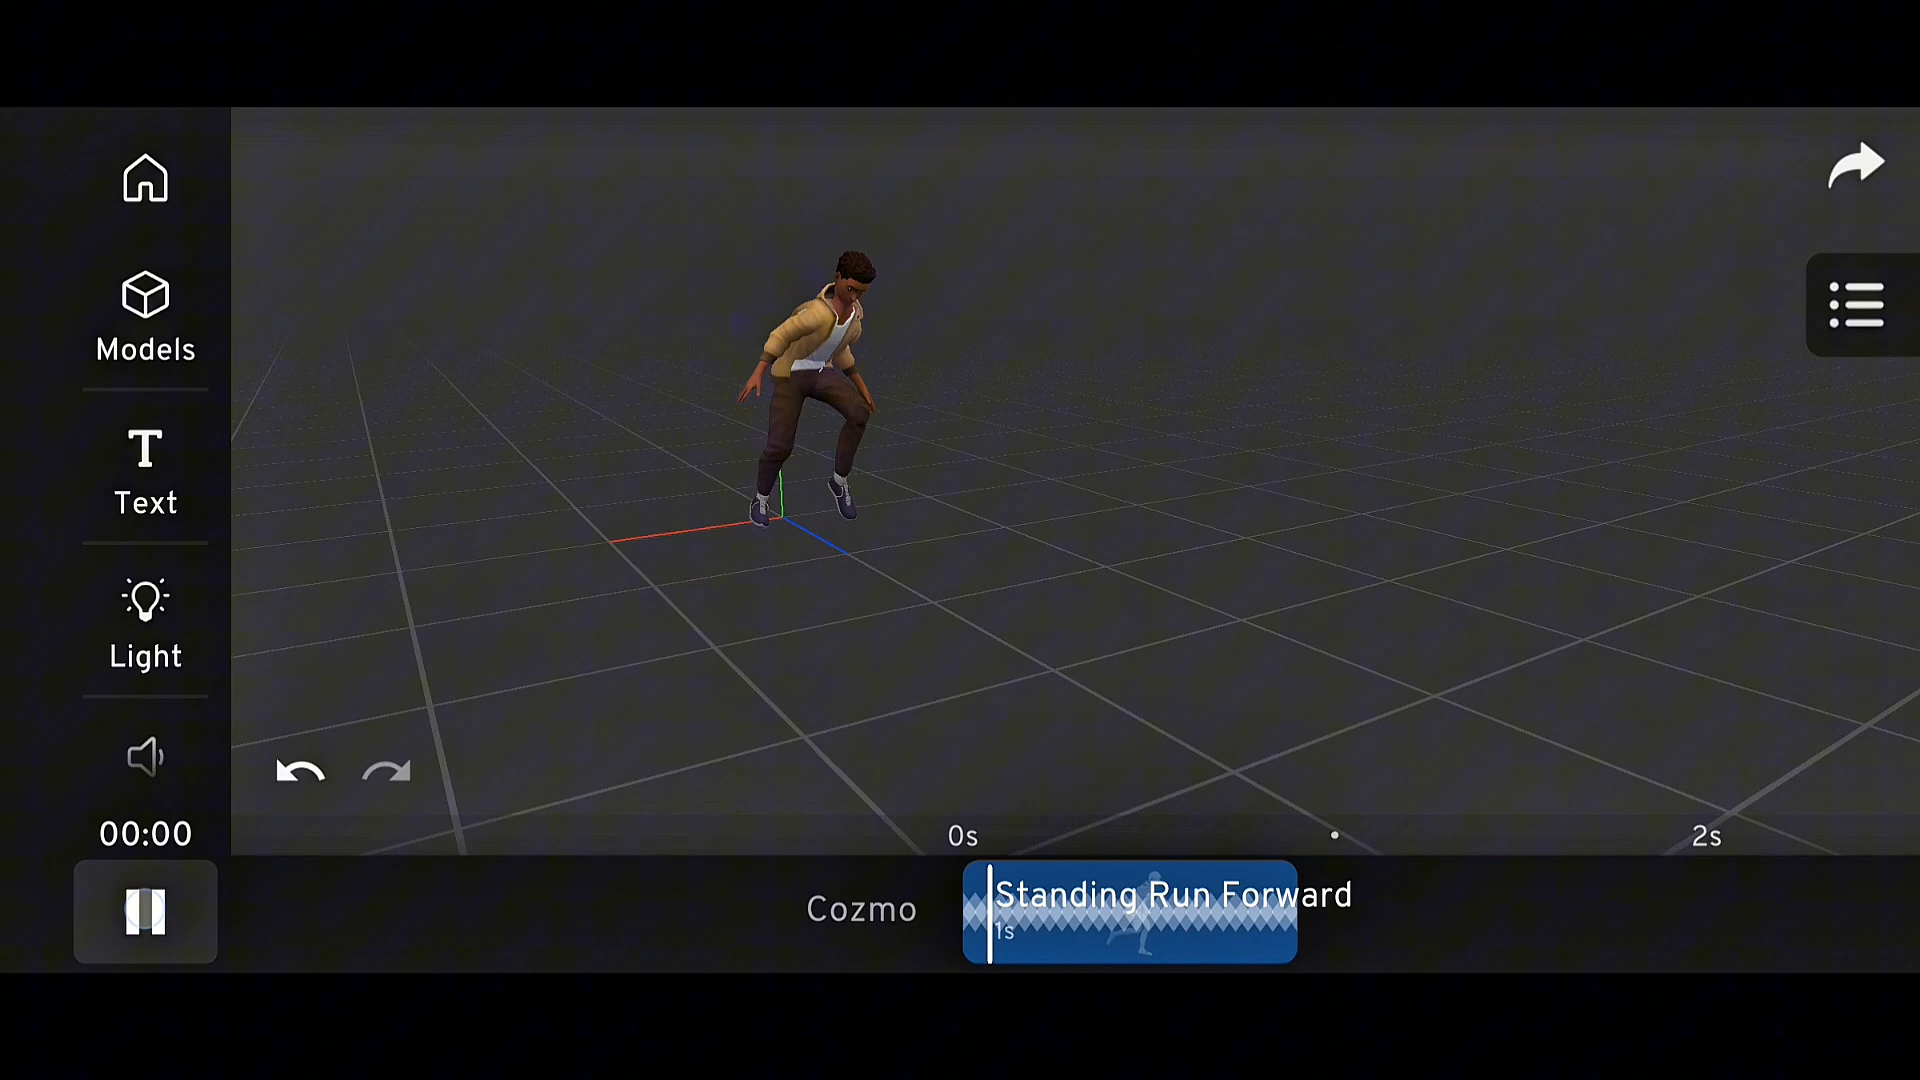 Models
Text
Light
00:00
0s
2s
Cozmo
Standing Run Forward
1s